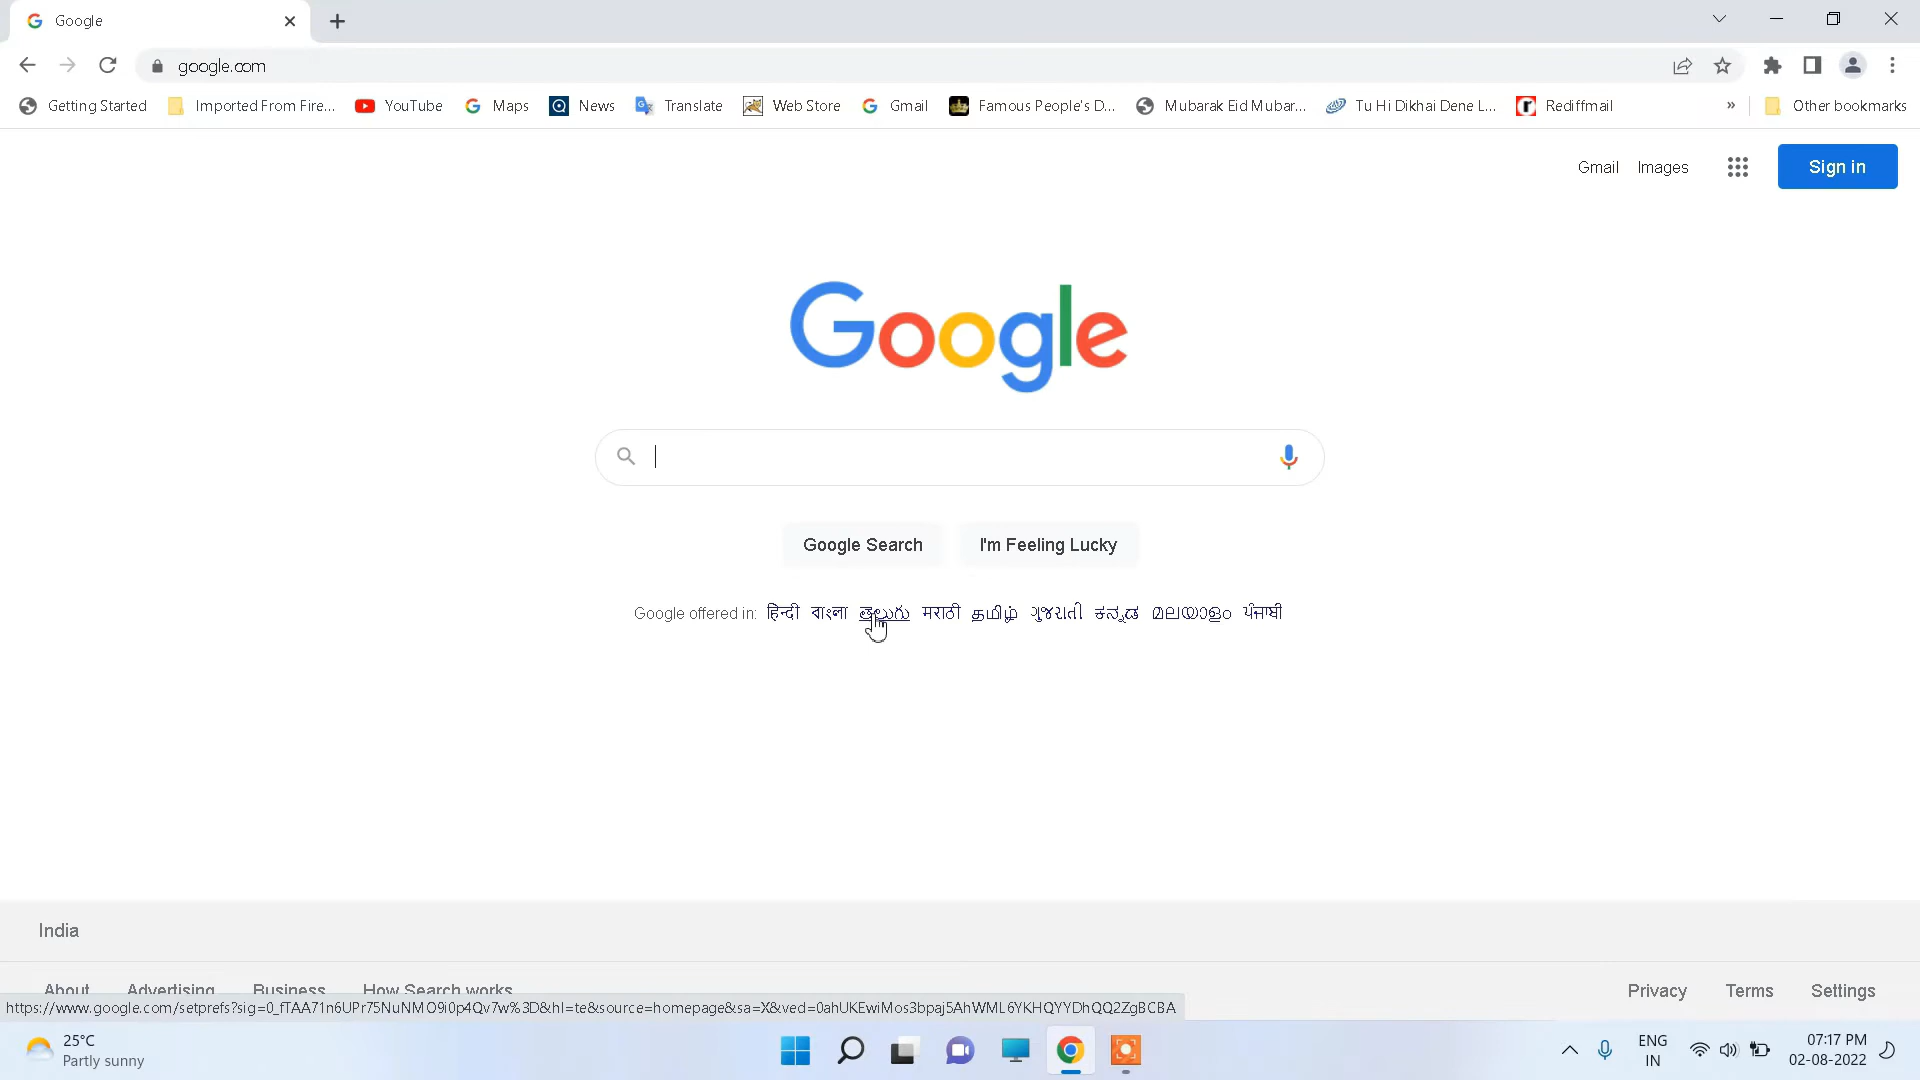 Google
google.com
Getting Started Imported From Fire... YouTube Maps News Translate Web Store Gmail Famous People's D... Mubarak Eid Mubar... Tu Hi Dikhai Dene L... Rediffmail » Other bookmarks
Gmail Images Sign in
Google
Google Search I'm Feeling Lucky
Google offered in: हिन्दी বাংলা తెలుగు मराठी தமிழ் ગુજરાતી ಕನ್ನಡ മലയാളം ਪੰਜਾਬੀ
India
About Advertising Business How Search works Privacy Terms Settings
https://www.google.com/setprefs?sig=0_fTAA71n6UPr75NuNMO9i0p4Qv7w%3D&hl=te&source=homepage&sa=X&ved=0ahUKEwiMos3bpaj5AhWML6YKHQYYDhQQ2ZgBCBA
25°C
Partly sunny
ENG
IN
07:17 PM
02-08-2022